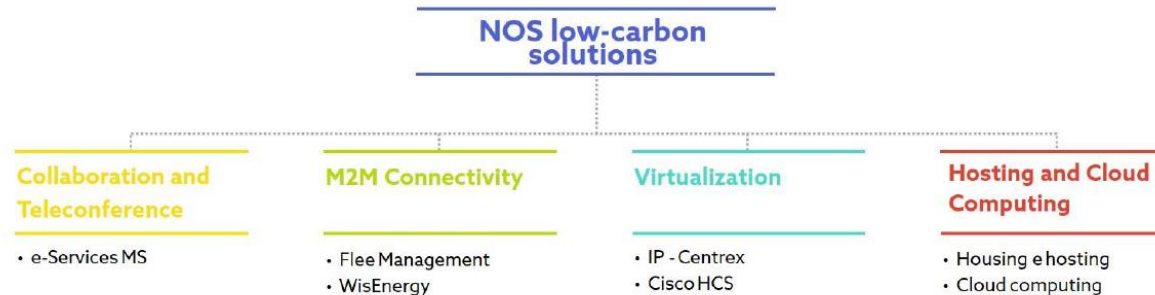 NOS low-carbon
solutions
Collaboration and
Teleconference
• e-Services MS
M2M Connectivity
• Flee Management
• WisEnergy
Virtualization
• IP - Centrex
• Cisco HCS
Hosting and Cloud
Computing
• Housing e hosting
• Cloud computing